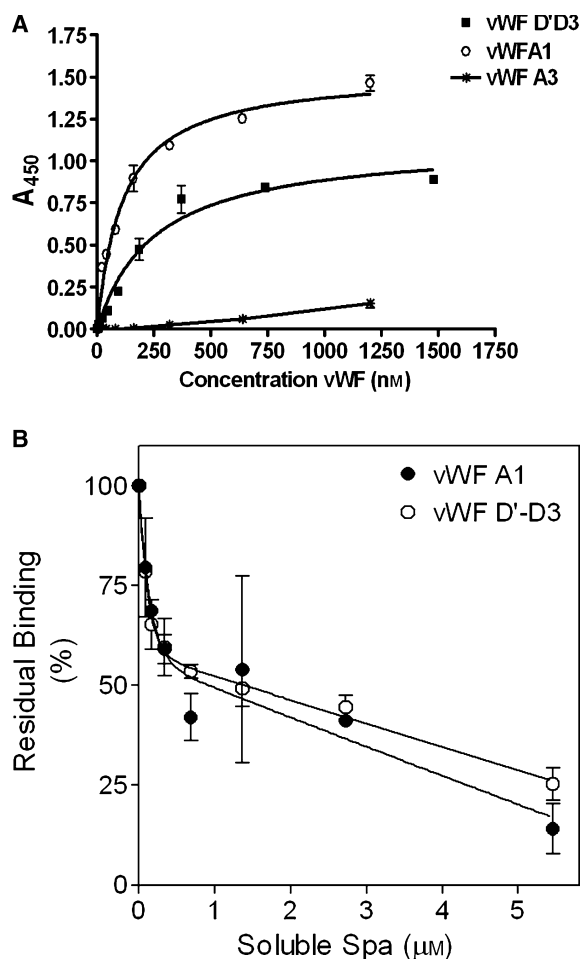 A
1.75
1.50
1.25
1.00
0.75
0.50
0.25
0.00
A450
0 250 500 750 1000 1250 1500 1750
Concentration vWF (nM)
vWF D'D3
vWFA1
vWF A3
B
100
75
50
25
0
Residual Binding
(%)
vWF A1
vWF D'-D3
0 1 2 3 4 5
Soluble Spa (μM)